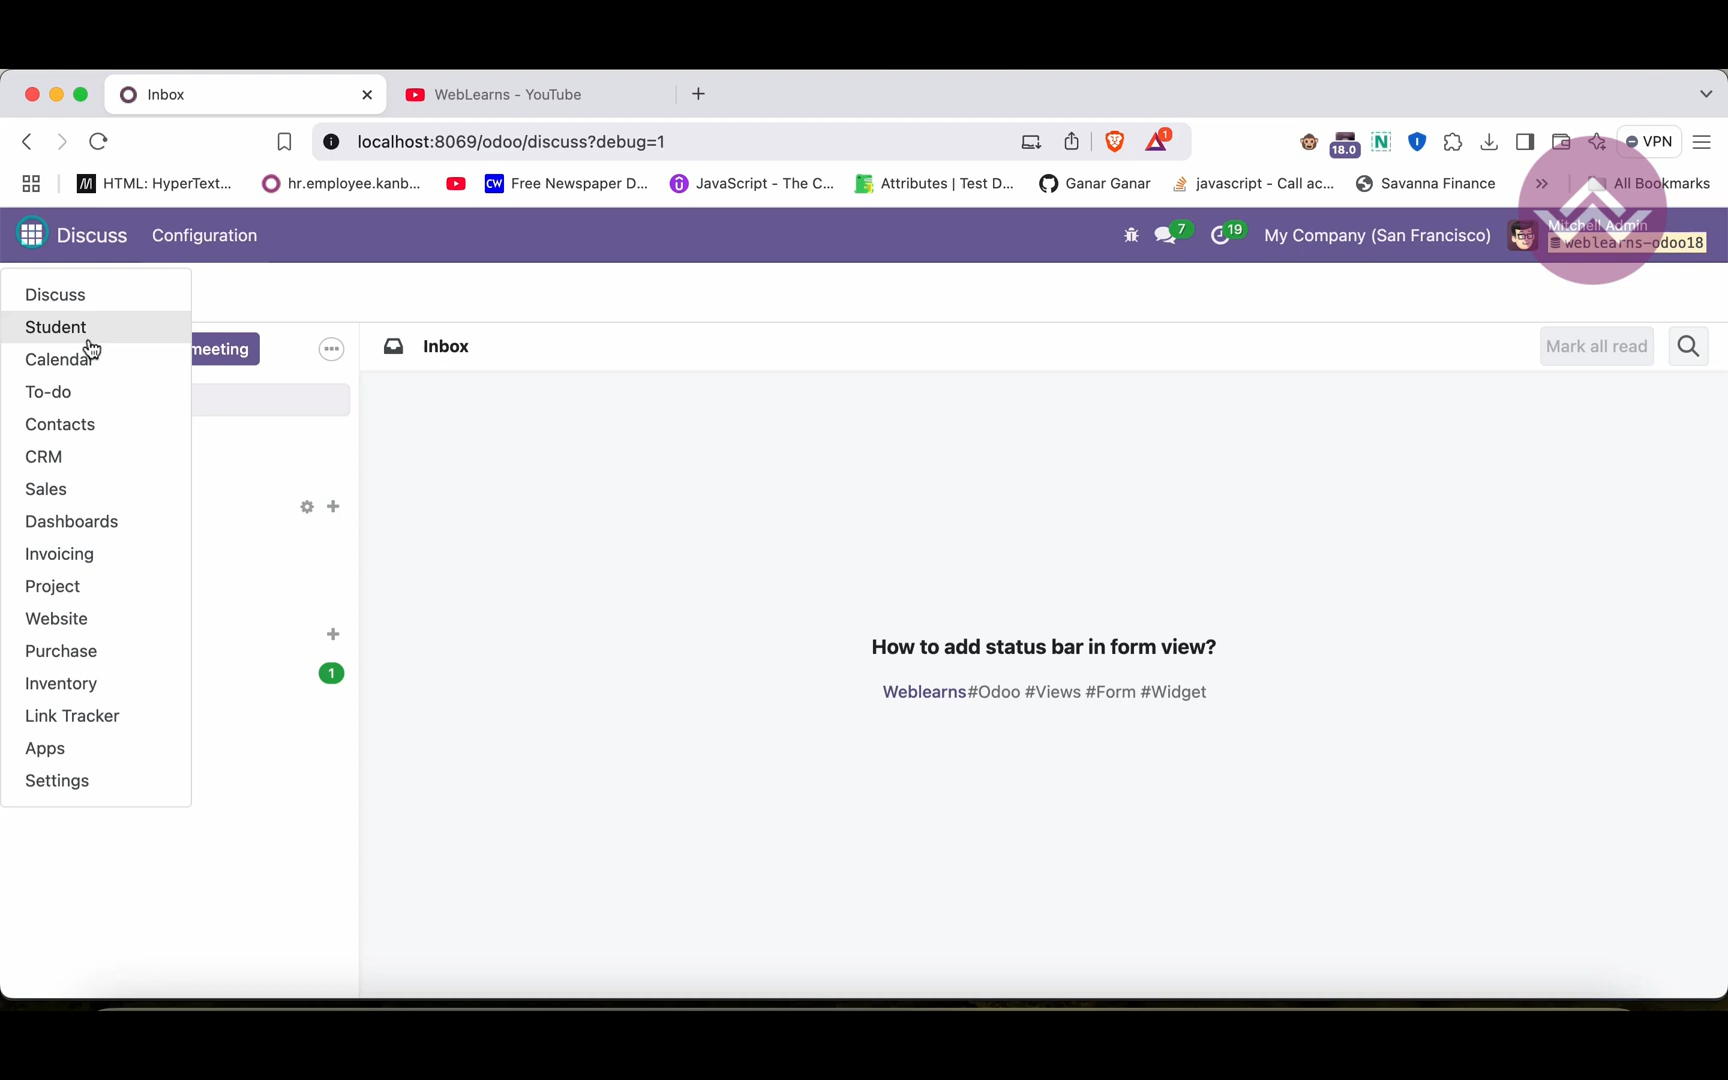 Inbox
WebLearns - YouTube
localhost:8069/odoo/discuss?debug=1
1
18.0
VPN
HTML: HyperText...
hr.employee.kanb...
Free Newspaper D...
JavaScript - The C...
Attributes | Test D...
Ganar Ganar
javascript - Call ac...
Savanna Finance
All Bookmarks
Discuss
Configuration
7
19
My Company (San Francisco)
Mitchell Admin
weblearns-odoo18
Discuss
Student
Calendar
To-do
Contacts
CRM
Sales
Dashboards
Invoicing
Project
Website
Purchase
Inventory
Link Tracker
Apps
Settings
meeting
1
Inbox
Mark all read
How to add status bar in form view?
Weblearns#Odoo #Views #Form #Widget